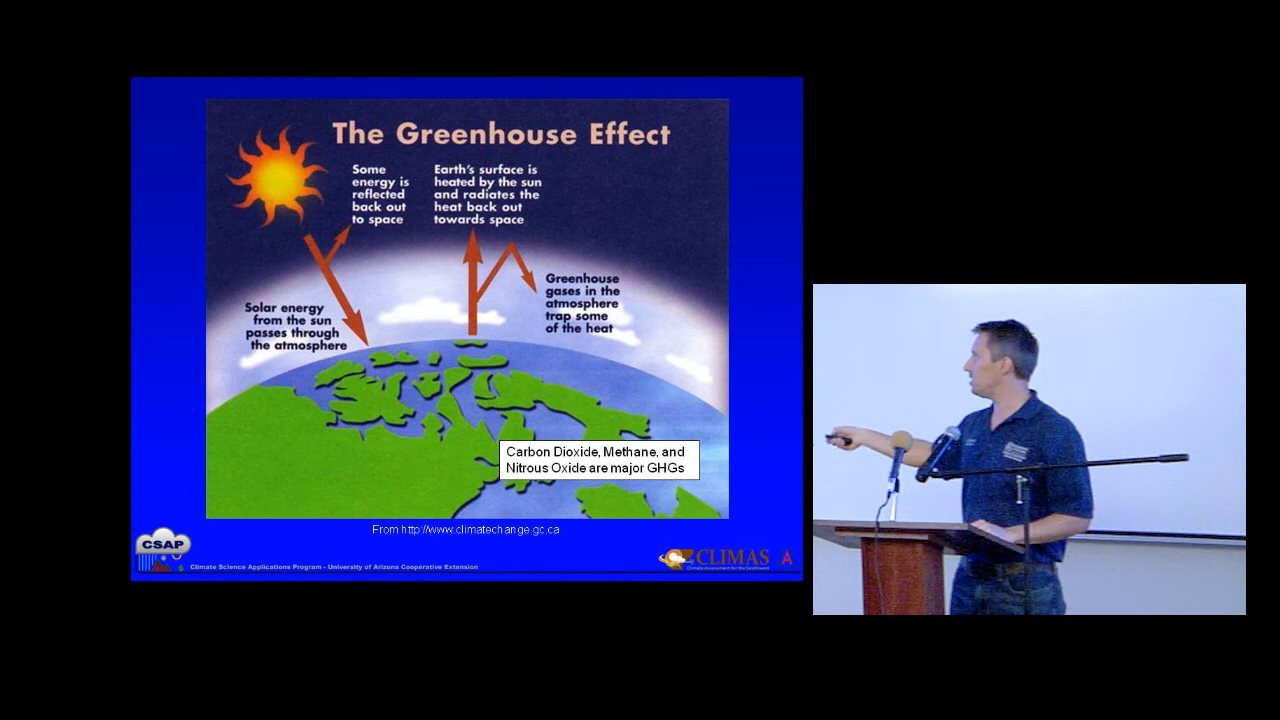 The Greenhouse Effect
Some
energy is
reflected
back out
to space
Earth's surface is
heated by the sun
and radiates the
heat back out
towards space
Greenhouse
gases in the
atmosphere
trap some
of the heat
Solar energy
from the sun
passes through
the atmosphere
Carbon Dioxide, Methane, and
Nitrous Oxide are major GHGs
From http://www.climatechange.gc.ca
CSAP
Climate Science Applications Program - University of Arizona Cooperative Extension
CLIMAS
Climate Assessment for the Southwest
A